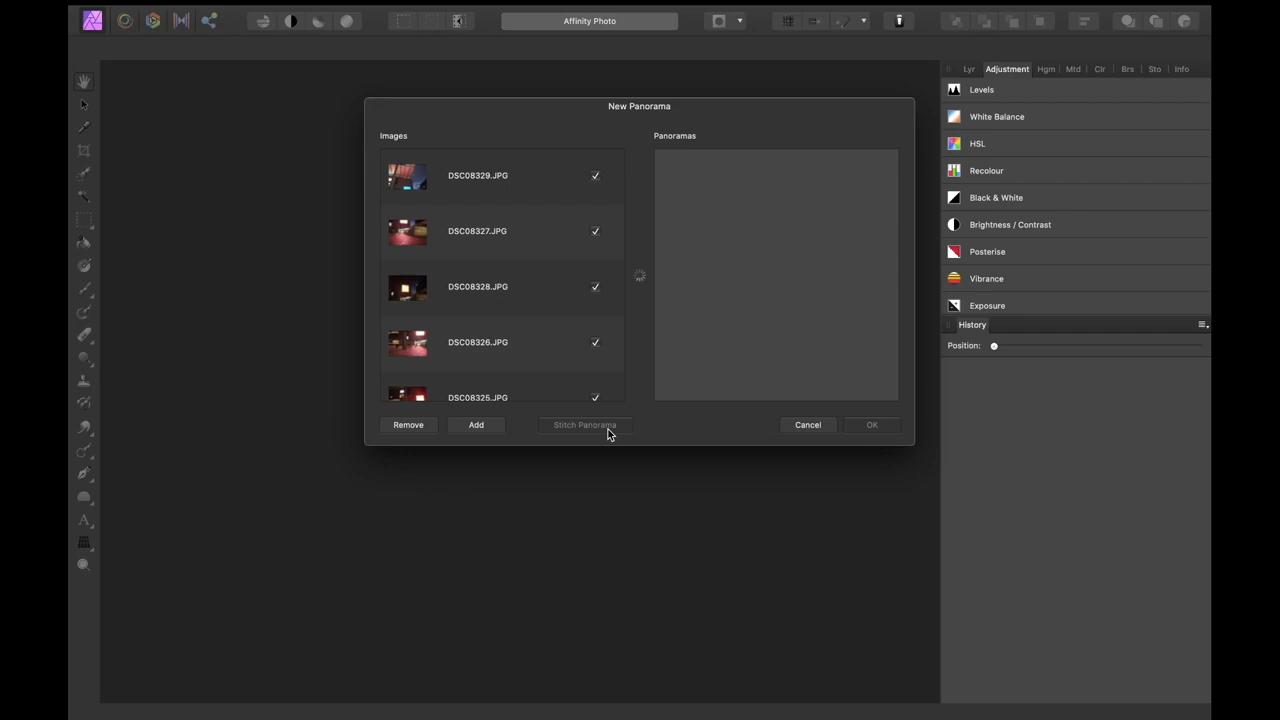 Affinity Photo
Lyr Adjustment Hgm Mtd Clr Brs Sto Info
Levels
White Balance
HSL
Recolour
Black & White
Brightness / Contrast
Posterise
Vibrance
Exposure
History
Position:
New Panorama
Images
Panoramas
DSC08329.JPG
DSC08327.JPG
DSC08328.JPG
DSC08326.JPG
DSC08325.JPG
Remove Add Stitch Panorama Cancel OK